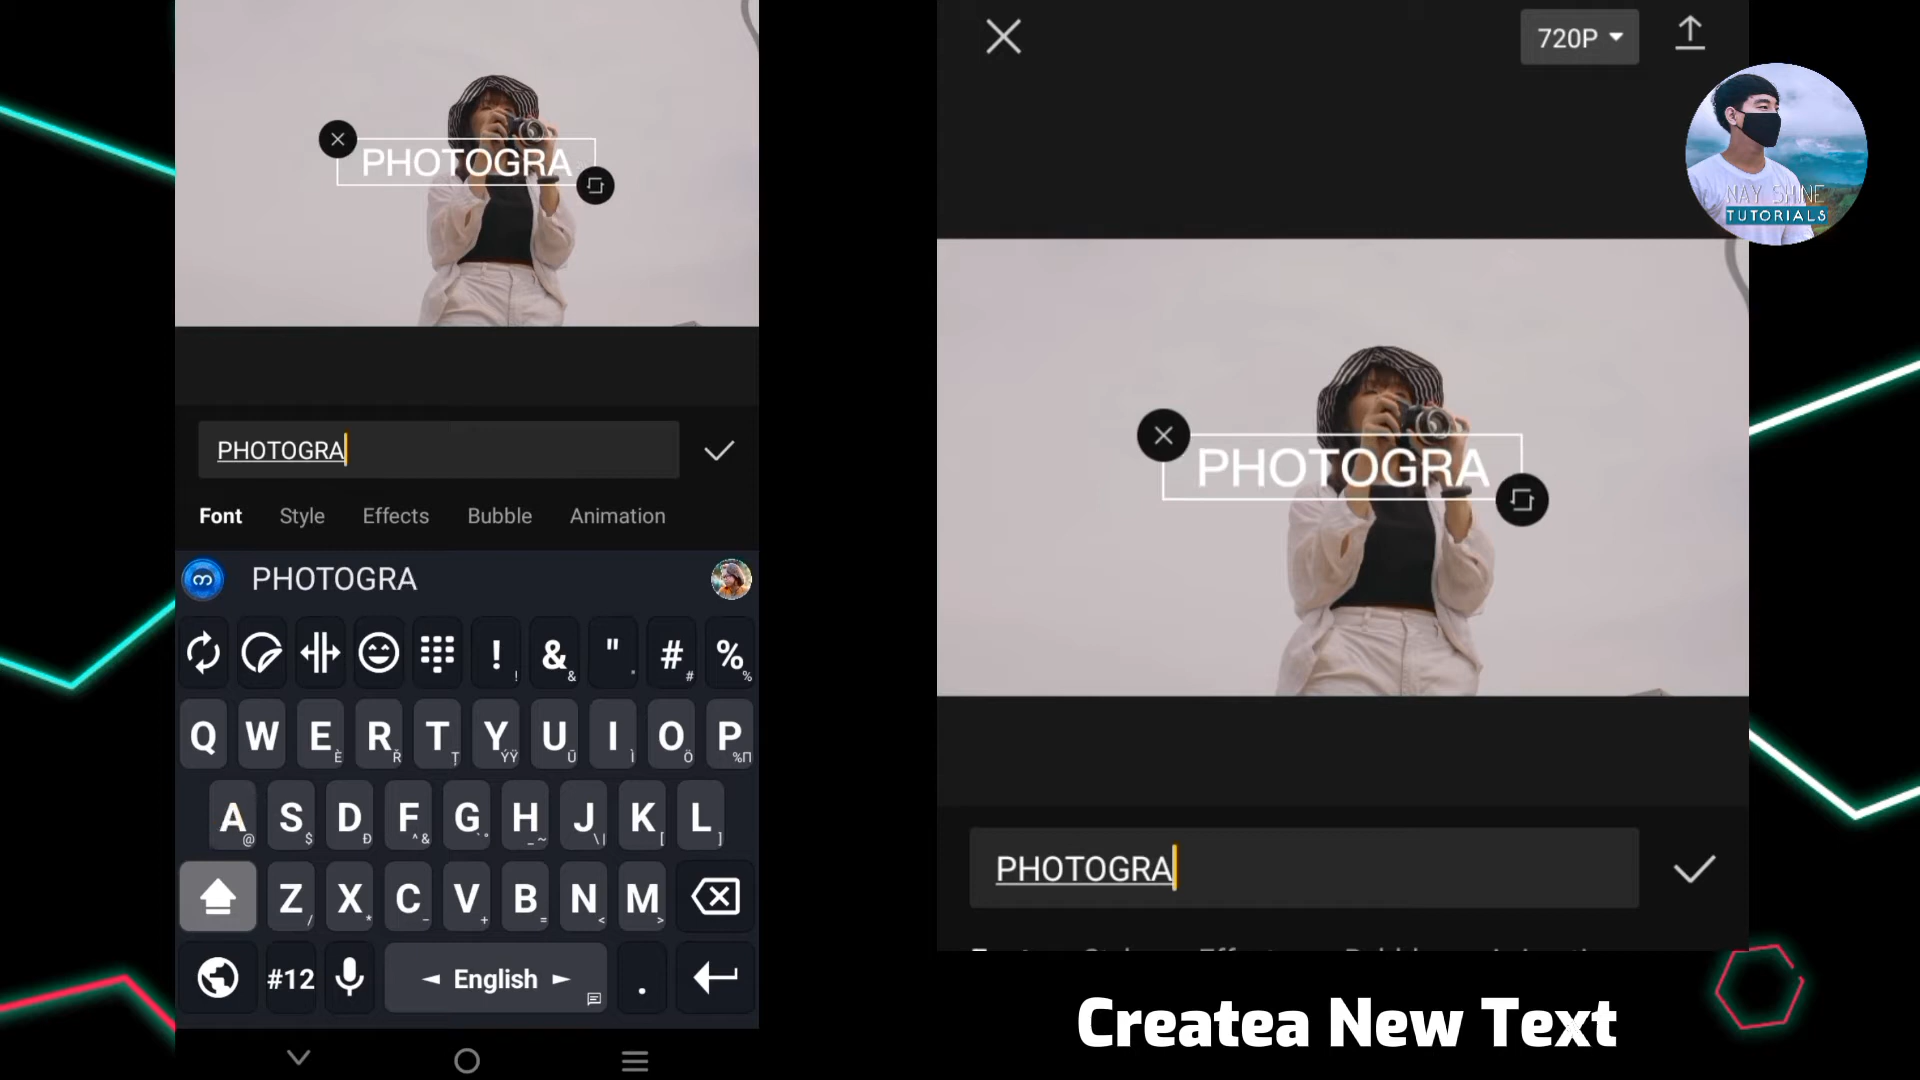 PHOTOGRA
PHOTOGRA
Font Style Effects Bubble Animation
PHOTOGRA
! & " # %
Q W E R T Y U I O P
A S D F G H J K L
Z X C V B N M
#12 ◄ English ► .
720P
NAY SHINE
TUTORIALS
PHOTOGRA
PHOTOGRA
Createa New Text